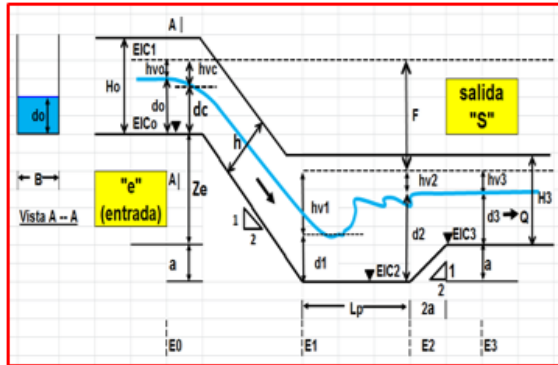 A|
EIC1
hvo
hvc
Ho
do
dc
F
salida
"S"
do
EICo
h
B
"e"
(entrada)
A|
Ze
hv1
hv2
hv3
H3
Vista A -- A
1
2
d1
d2
d3
Q
a
EIC2
EIC3
1
2
a
Lp
2a
E0
E1
E2
E3